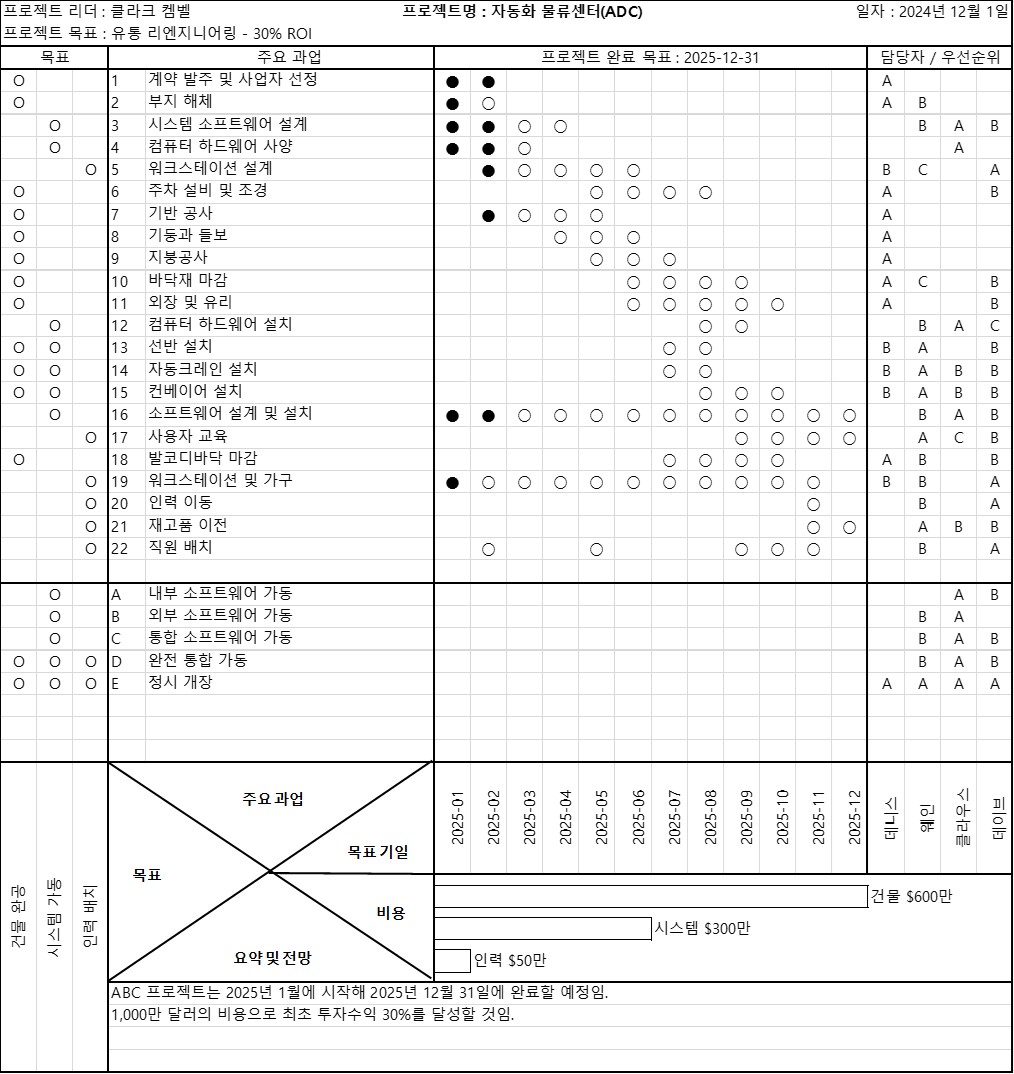 프로젝트 리더 : 클라크 켐벨 프로젝트명 : 자동화 물류센터(ADC) 일자 : 2024년 12월 1일
프로젝트 목표 : 유통 리엔지니어링 - 30% ROI
목표 주요 과업 프로젝트 완료 목표 : 2025-12-31 담당자 / 우선순위
O 1 계약 발주 및 사업자 선정 ● ● A
O 2 부지 해체 ● ○ A B
O 3 시스템 소프트웨어 설계 ● ● ○ ○ B A B
O 4 컴퓨터 하드웨어 사양 ● ● ○ A
O 5 워크스테이션 설계 ● ○ ○ ○ ○ B C A
O 6 주차 설비 및 조경 ○ ○ ○ ○ A B
O 7 기반 공사 ● ○ ○ ○ A
O 8 기둥과 들보 ○ ○ ○ A
O 9 지붕공사 ○ ○ ○ A
O 10 바닥재 마감 ○ ○ ○ ○ A C B
O 11 외장 및 유리 ○ ○ ○ ○ ○ A B
O 12 컴퓨터 하드웨어 설치 ○ ○ B A C
O O 13 선반 설치 ○ ○ B A B
O O 14 자동크레인 설치 ○ ○ B A B B
O O 15 컨베이어 설치 ○ ○ ○ B A B B
O 16 소프트웨어 설계 및 설치 ● ● ○ ○ ○ ○ ○ ○ ○ ○ ○ ○ B A B
O 17 사용자 교육 ○ ○ ○ ○ A C B
O 18 발코디바닥 마감 ○ ○ ○ ○ A B B
O 19 워크스테이션 및 가구 ● ○ ○ ○ ○ ○ ○ ○ ○ ○ ○ B B A
O 20 인력 이동 ○ B A
O 21 재고품 이전 ○ ○ A B B
O 22 직원 배치 ○ ○ ○ ○ ○ B A
O A 내부 소프트웨어 가동 A B
O B 외부 소프트웨어 가동 B A
O C 통합 소프트웨어 가동 B A B
O O O D 완전 통합 가동 B A B
O O O E 정시 개장 A A A A
건물 완공
시스템 가동
인력 배치
주요 과업
목표
목표 기일
비용
요약 및 전망
2025-01
2025-02
2025-03
2025-04
2025-05
2025-06
2025-07
2025-08
2025-09
2025-10
2025-11
2025-12
데니스
웨인
클라우스
데이브
건물 $600만
시스템 $300만
인력 $50만
ABC 프로젝트는 2025년 1월에 시작해 2025년 12월 31일에 완료할 예정임.
1,000만 달러의 비용으로 최초 투자수익 30%를 달성할 것임.